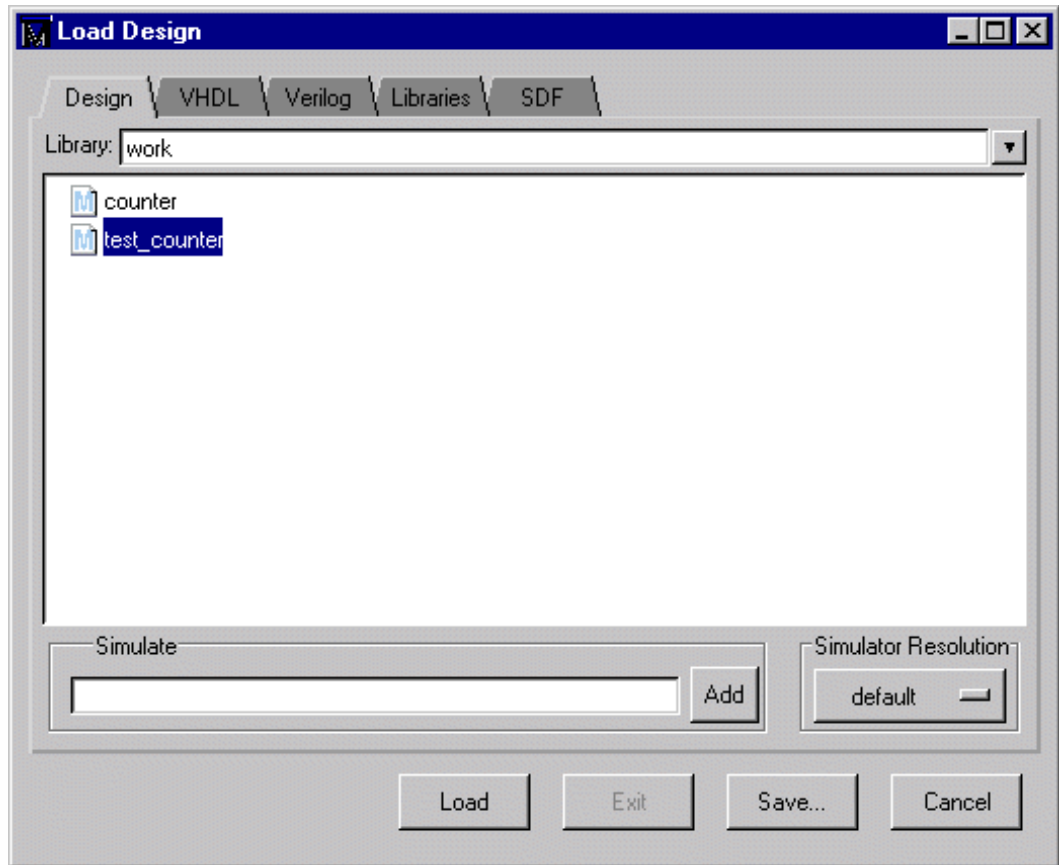 Load Design
Design VHDL Verilog Libraries SDF
Library: work
counter
test_counter
Simulate Simulator Resolution
Add default
Load Exit Save... Cancel